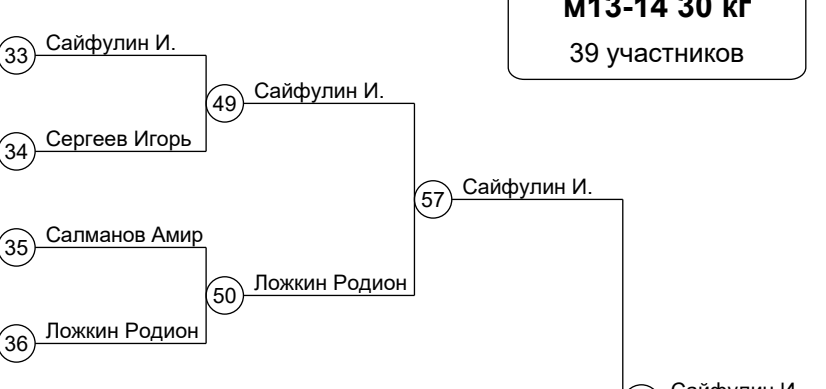 м13-14 30 кг
39 участников
33 Сайфулин И.
49 Сайфулин И.
34 Сергеев Игорь
57 Сайфулин И.
35 Салманов Амир
50 Ложкин Родион
36 Ложкин Родион
Сайфулин И.